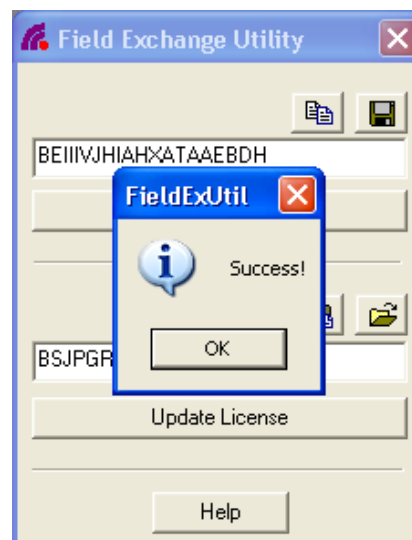 Field Exchange Utility
BEIIIVJHIAHXATAAEBDH
FieldExUtil
Success!
OK
BSJPGR
Update License
Help